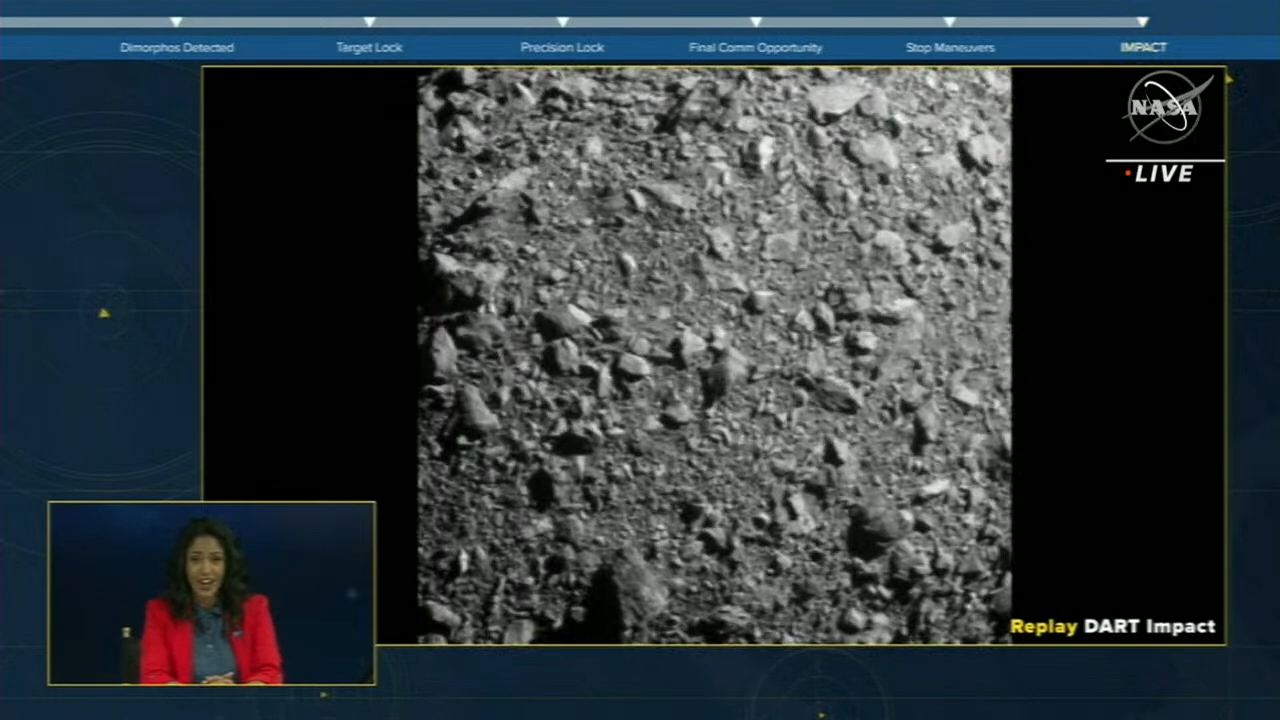 Dimorphos Detected
Target Lock
Precision Lock
Final Comm Opportunity
Stop Maneuvers
IMPACT
NASA
LIVE
Replay DART Impact